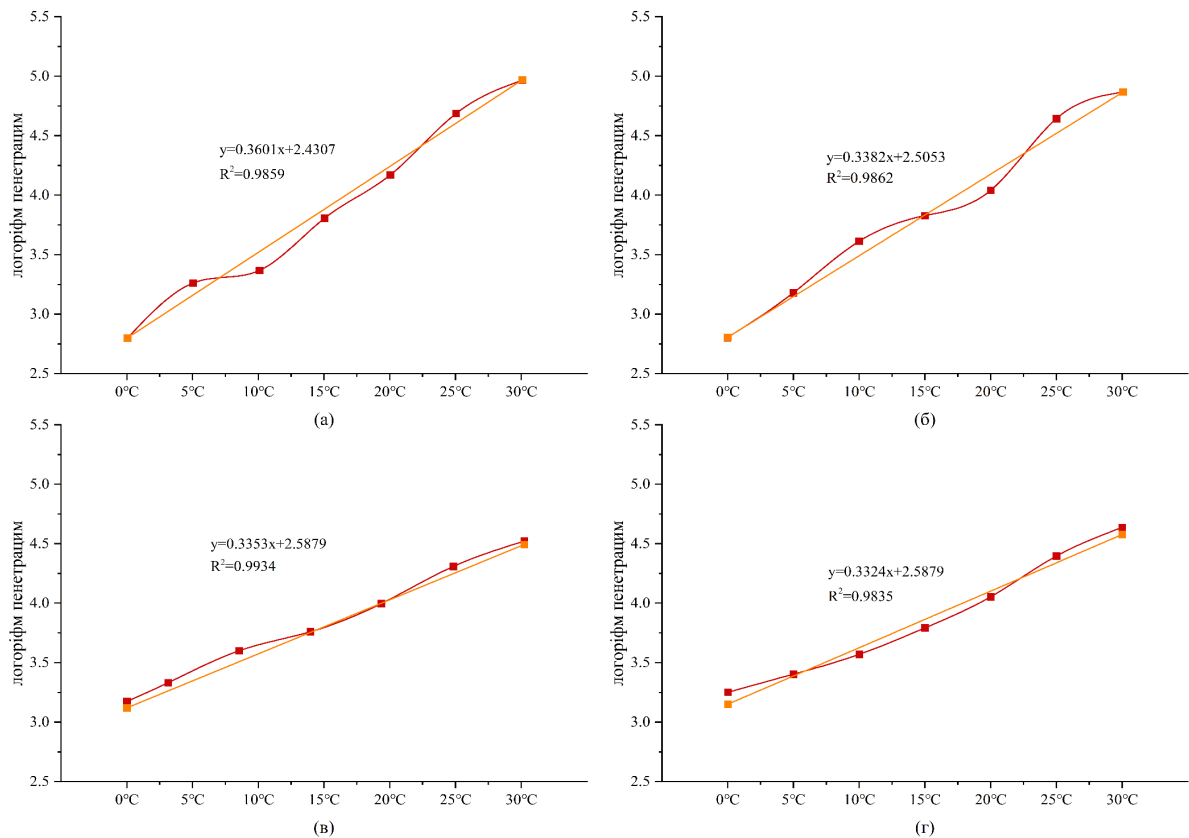 5.5
5.0
4.5
4.0
3.5
3.0
2.5
логоріфм пенетрацим
y=0.3601x+2.4307
R²=0.9859
0℃ 5℃ 10℃ 15℃ 20℃ 25℃ 30℃
(а)
5.5
5.0
4.5
4.0
3.5
3.0
2.5
логоріфм пенетрацим
y=0.3382x+2.5053
R²=0.9862
0℃ 5℃ 10℃ 15℃ 20℃ 25℃ 30℃
(б)
5.5
5.0
4.5
4.0
3.5
3.0
2.5
логоріфм пенетрацим
y=0.3353x+2.5879
R²=0.9934
0℃ 5℃ 10℃ 15℃ 20℃ 25℃ 30℃
(в)
5.5
5.0
4.5
4.0
3.5
3.0
2.5
логоріфм пенетрацим
y=0.3324x+2.5879
R²=0.9835
0℃ 5℃ 10℃ 15℃ 20℃ 25℃ 30℃
(г)